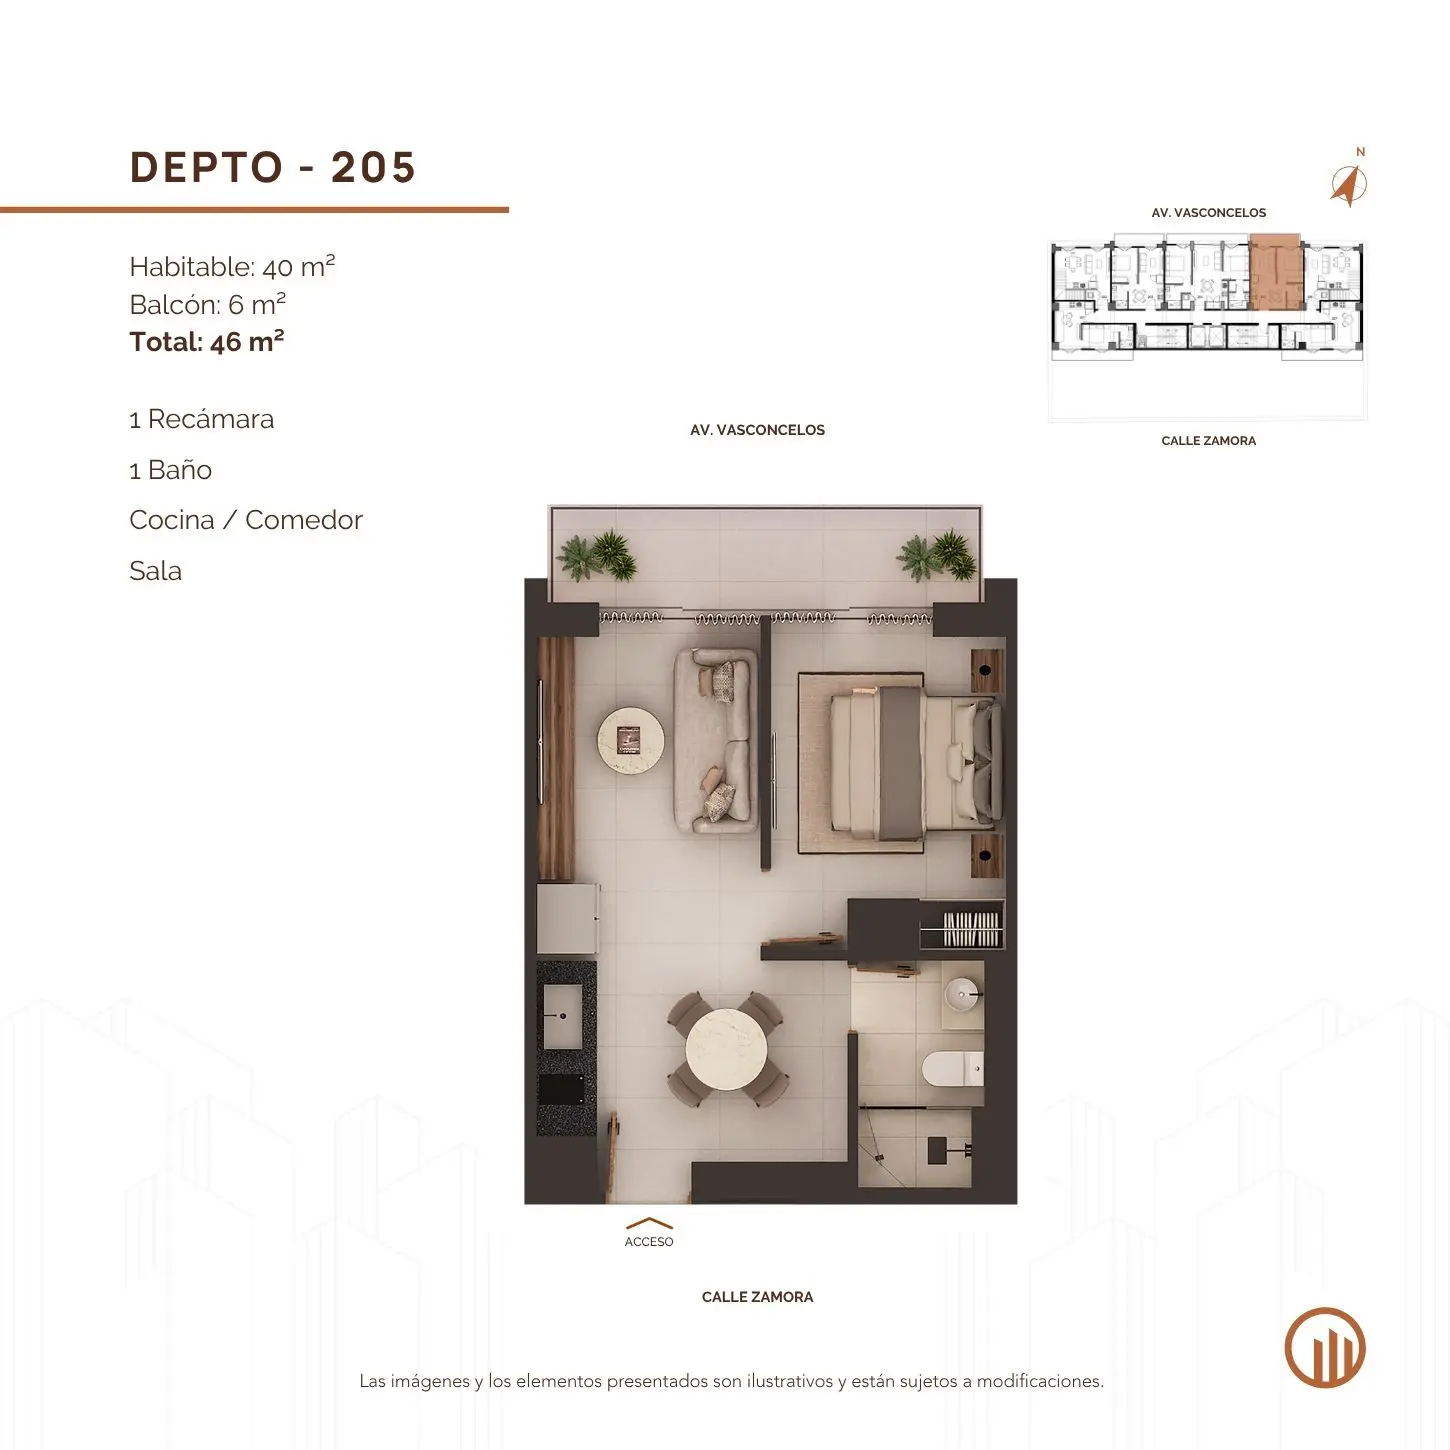 DEPTO - 205
Habitable: 40 m²
Balcón: 6 m²
Total: 46 m²
1 Recámara
1 Baño
Cocina / Comedor
Sala
N
AV. VASCONCELOS
CALLE ZAMORA
AV. VASCONCELOS
ACCESO
CALLE ZAMORA
Las imágenes y los elementos presentados son ilustrativos y están sujetos a modificaciones.